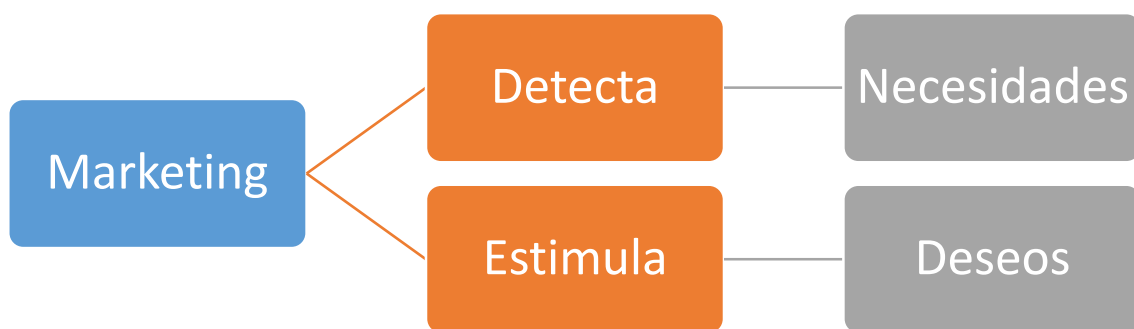 Marketing
Detecta
Necesidades
Estimula
Deseos